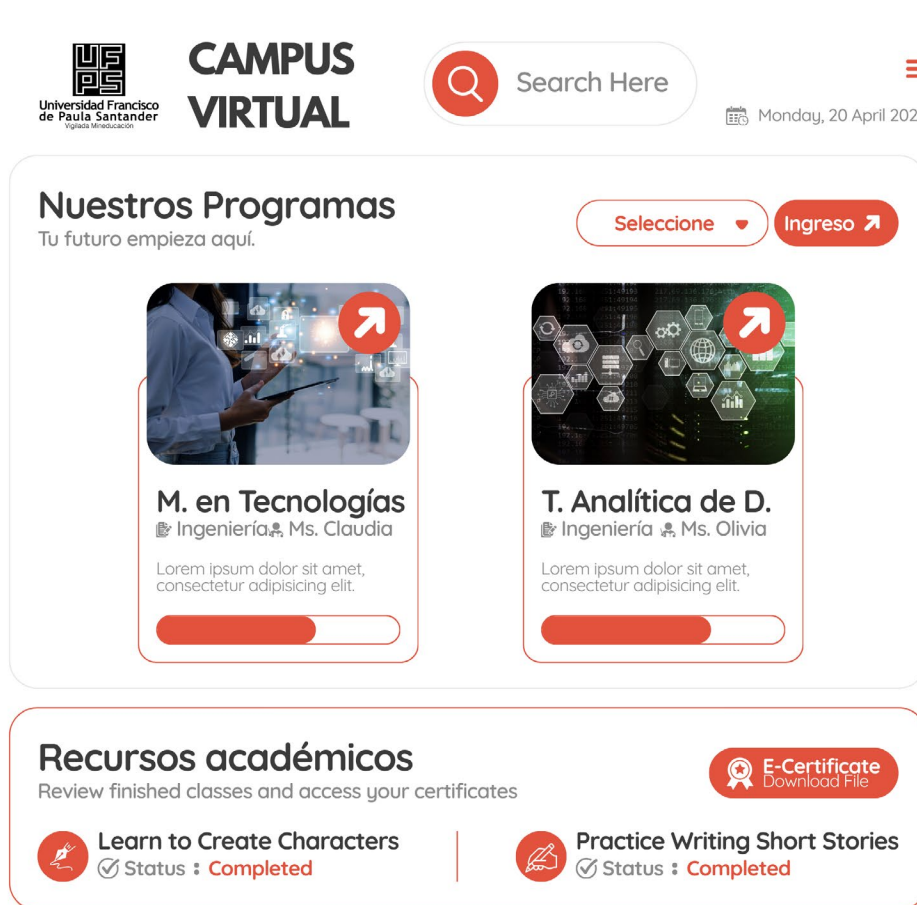 UFPS
Universidad Francisco
de Paula Santander
Vigilada Mineducación
CAMPUS
VIRTUAL
Search Here
Monday, 20 April 202
Nuestros Programas
Tu futuro empieza aquí.
Seleccione
Ingreso
M. en Tecnologías
Ingeniería Ms. Claudia
Lorem ipsum dolor sit amet,
consectetur adipisicing elit.
T. Analítica de D.
Ingeniería Ms. Olivia
Lorem ipsum dolor sit amet,
consectetur adipisicing elit.
Recursos académicos
Review finished classes and access your certificates
E-Certificate
Download File
Learn to Create Characters
Status : Completed
Practice Writing Short Stories
Status : Completed